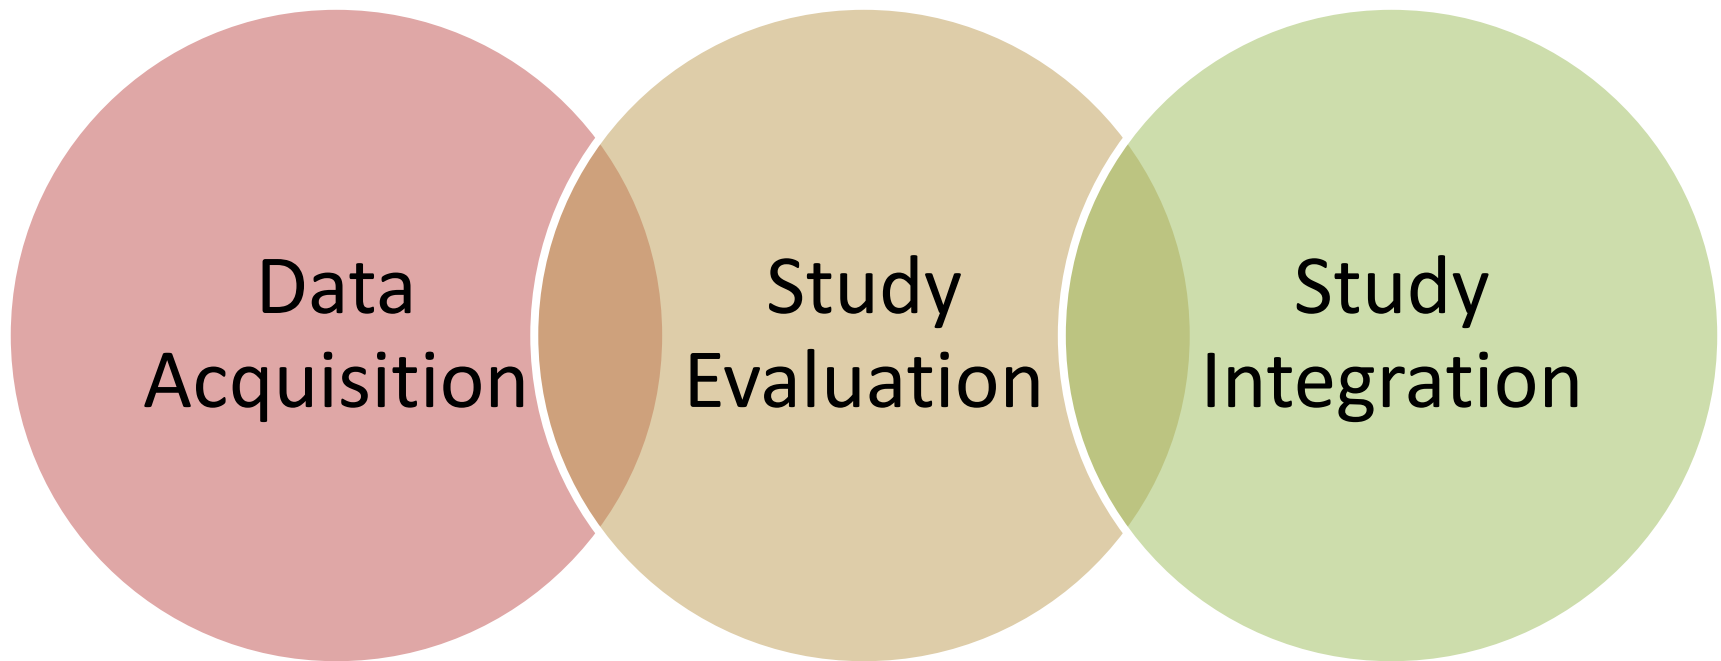 Data
Acquisition
Study
Evaluation
Study
Integration